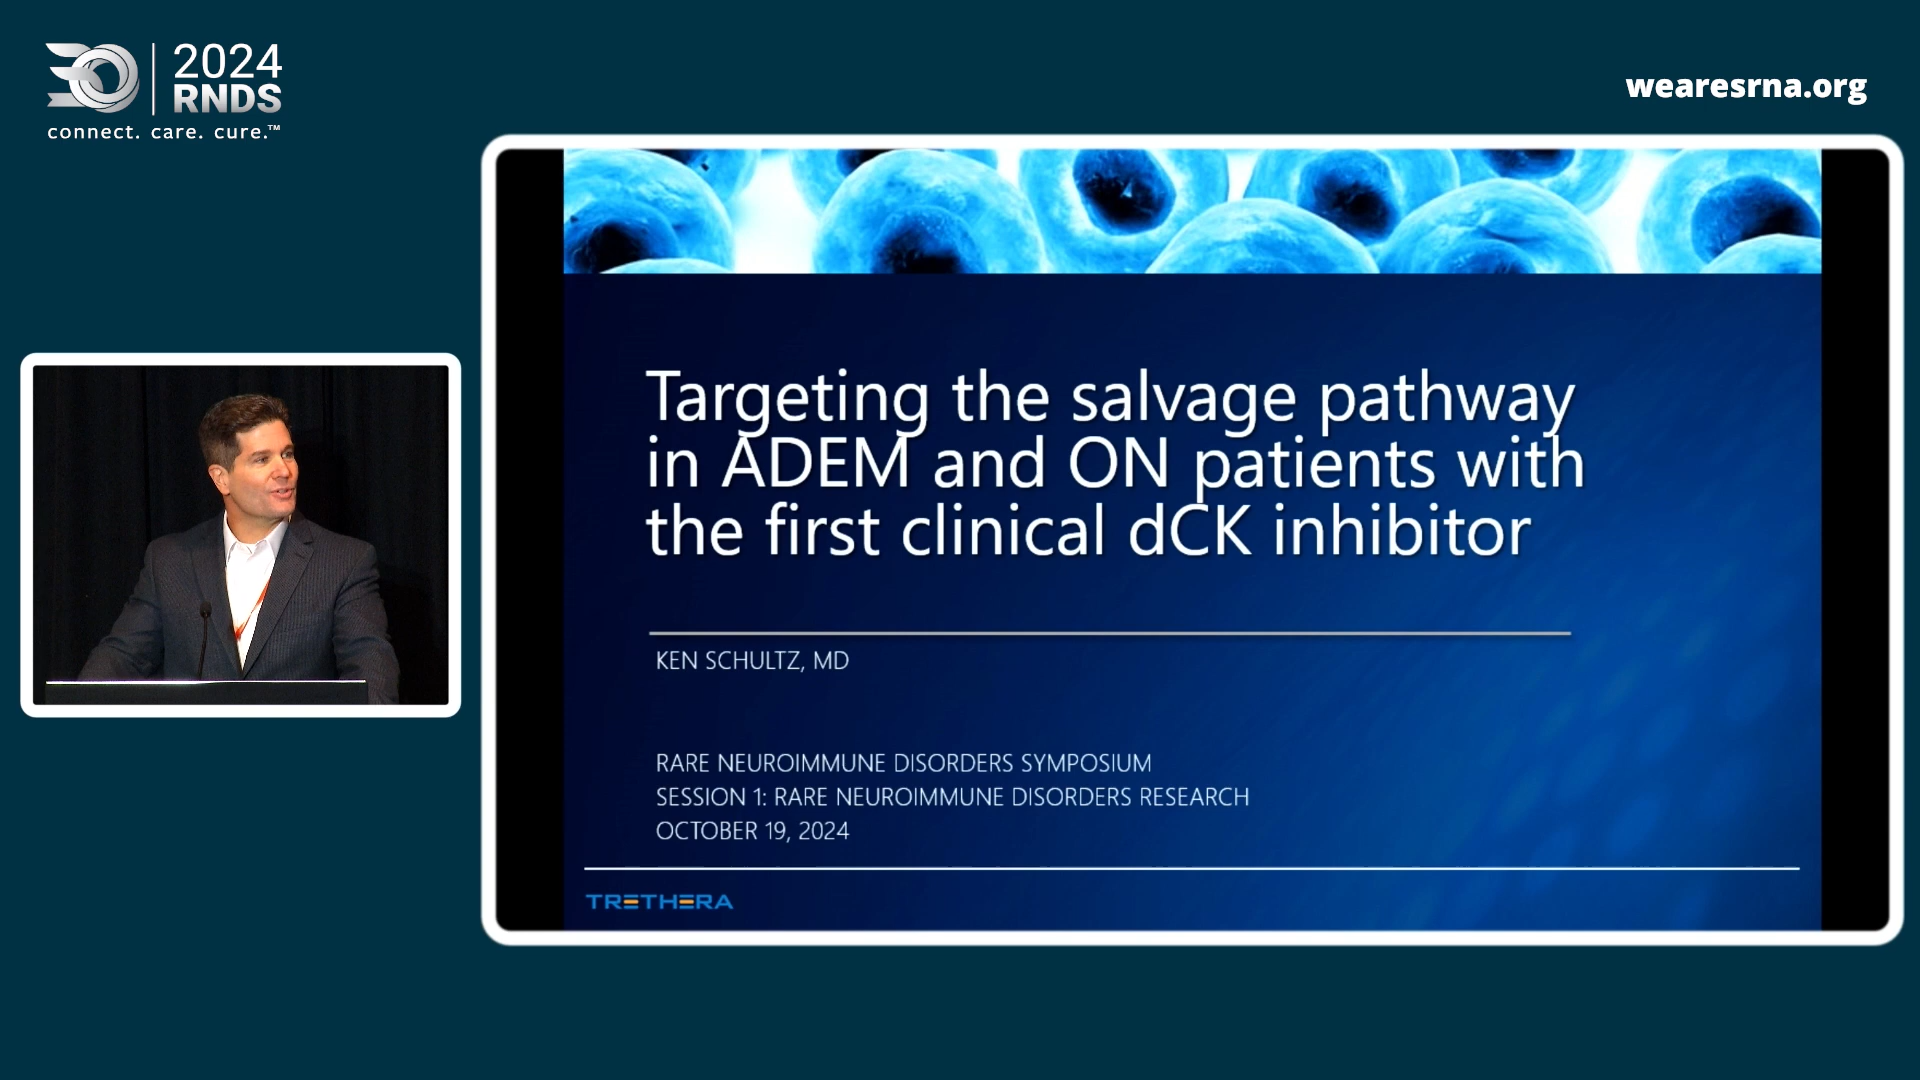 2024
RNDS
connect. care. cure.™
wearesrna.org
Targeting the salvage pathway
in ADEM and ON patients with
the first clinical dCK inhibitor
KEN SCHULTZ, MD
RARE NEUROIMMUNE DISORDERS SYMPOSIUM
SESSION 1: RARE NEUROIMMUNE DISORDERS RESEARCH
OCTOBER 19, 2024
TRETHERA